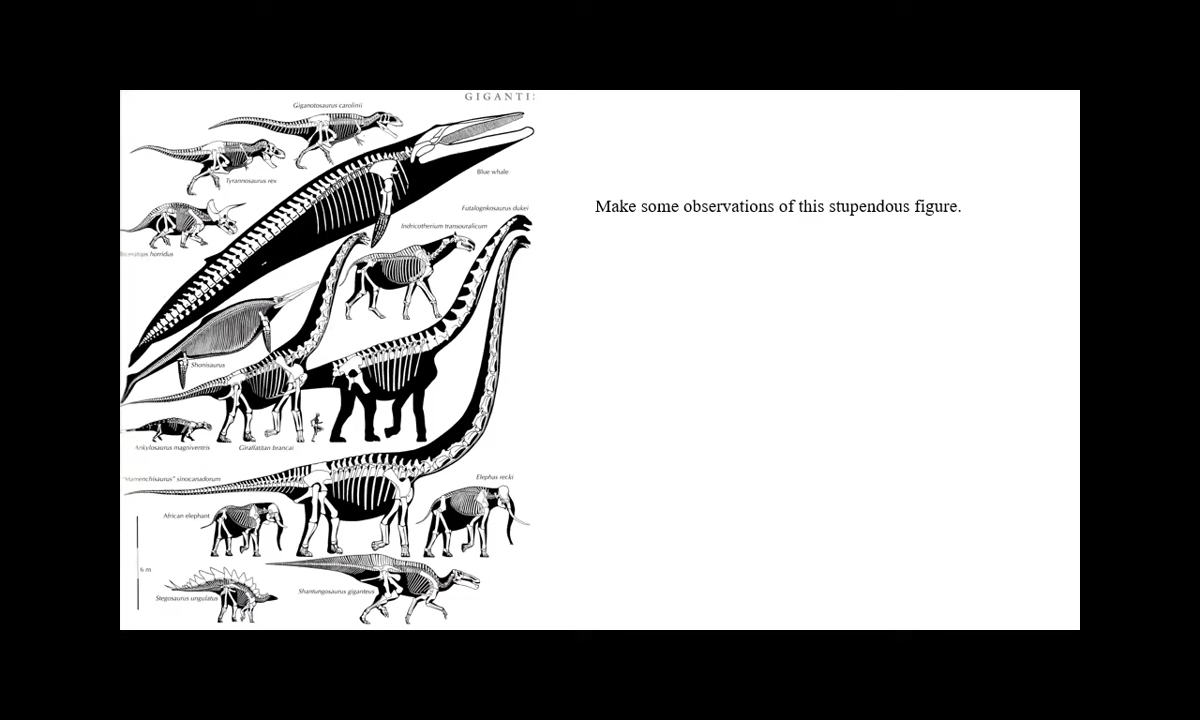 GIGANTI
Giganotosaurus carolinii
Tyrannosaurus rex
Blue whale
Futalognkosaurus dukei
Indricotherium transouralicum
horridus
Shonisaurus
Ankylosaurus magniventris
Giraffatitan brancai
"Mamenchisaurus" sinocanadorum
Elephas recki
African elephant
6 m
Stegosaurus ungulatus
Shantungosaurus giganteus
Make some observations of this stupendous figure.